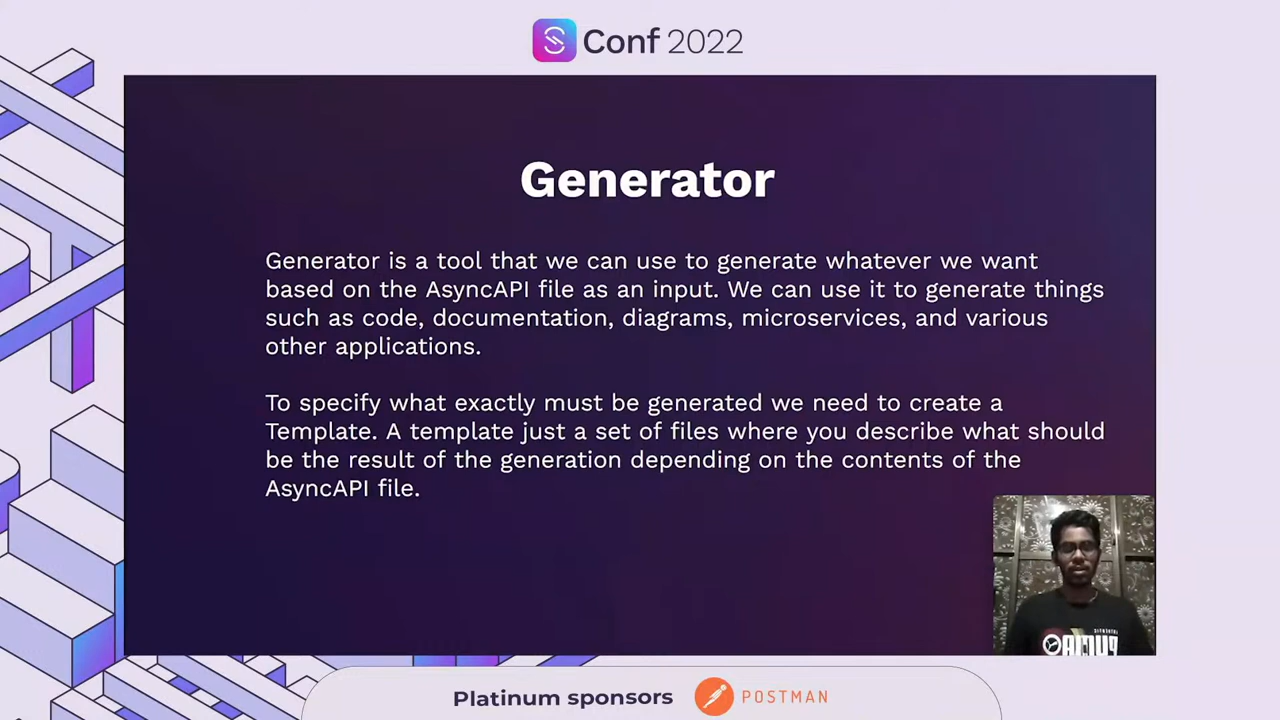 Conf 2022
Generator
Generator is a tool that we can use to generate whatever we want
based on the AsyncAPI file as an input. We can use it to generate things
such as code, documentation, diagrams, microservices, and various
other applications.
To specify what exactly must be generated we need to create a
Template. A template just a set of files where you describe what should
be the result of the generation depending on the contents of the
AsyncAPI file.
Platinum sponsors POSTMAN